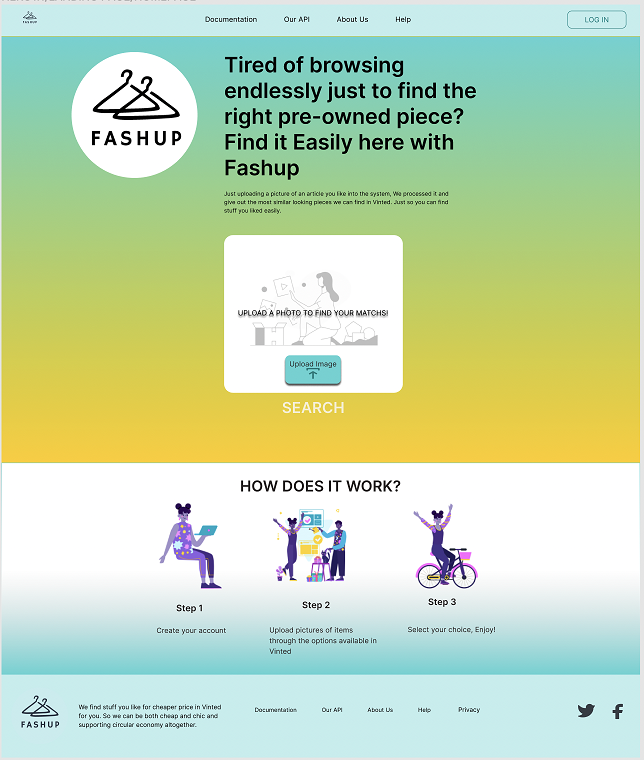 Documentation Our API About Us Help LOG IN
FASHUP
Tired of browsing
endlessly just to find the
right pre-owned piece?
Find it Easily here with
Fashup
Just uploading a picture of an article you like into the system, We processed it and
give out the most similar looking pieces we can find in Vinted. Just so you can find
stuff you liked easily.
UPLOAD A PHOTO TO FIND YOUR MATCHS!
Upload Image
SEARCH
HOW DOES IT WORK?
Step 1
Step 2
Step 3
Create your account
Upload pictures of items
through the options available in
Vinted
Select your choice, Enjoy!
FASHUP
We find stuff you like for cheaper price in Vinted
for you. So we can be both cheap and chic and
supporting circular economy altogether.
Documentation Our API About Us Help Privacy